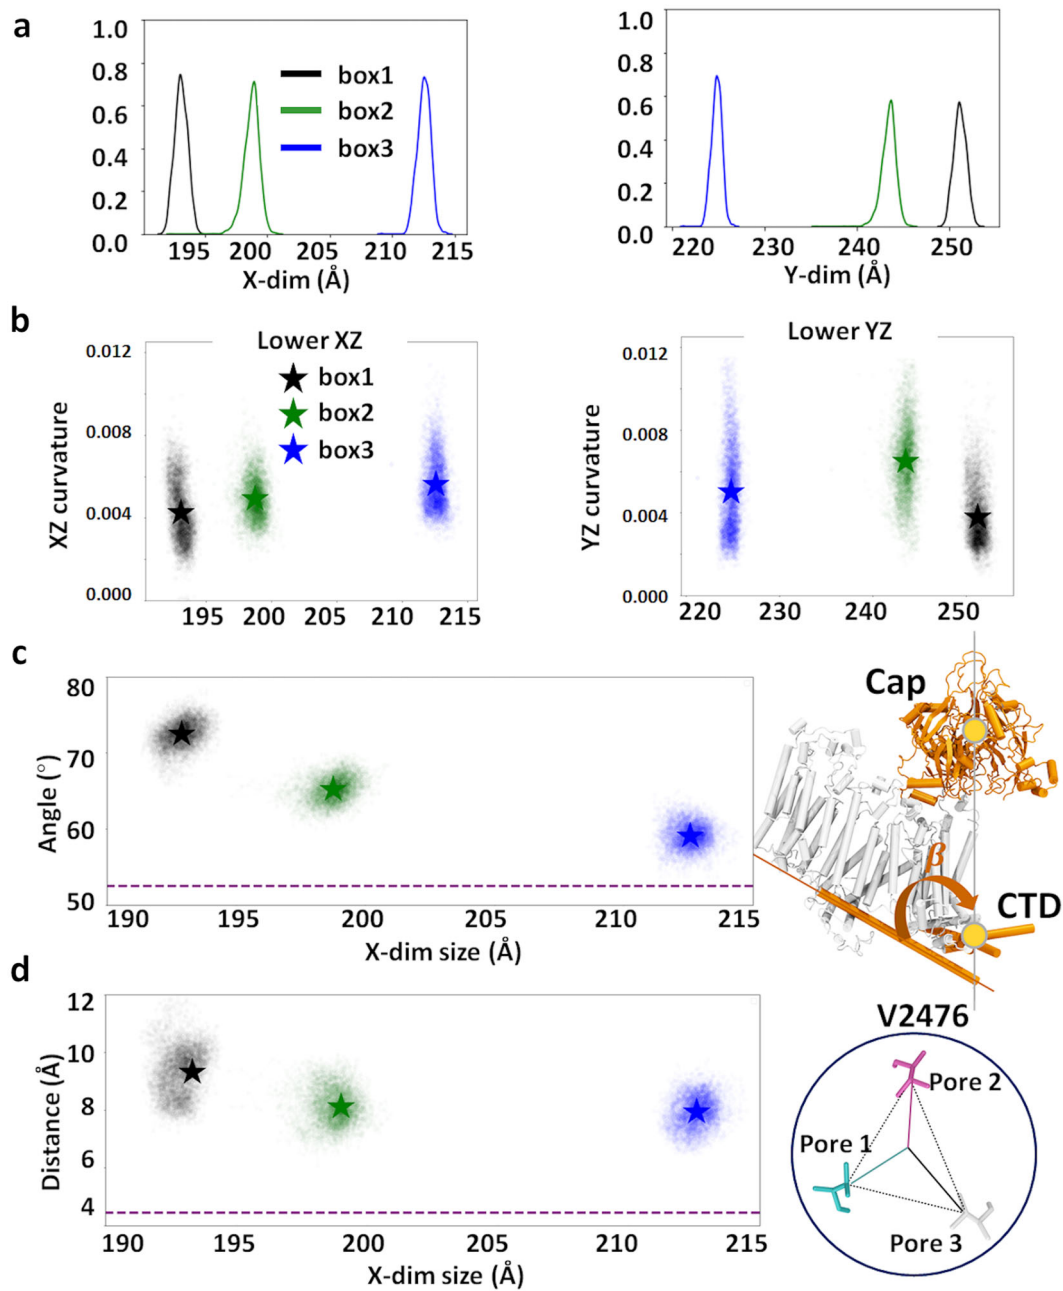 a
1.0
0.8
0.6
0.4
0.2
0.0
box1
box2
box3
195 200 205 210 215
X-dim (Å)
1.0
0.8
0.6
0.4
0.2
0.0
220 230 240 250
Y-dim (Å)
b
Lower XZ
box1
box2
box3
XZ curvature
0.012
0.008
0.004
0.000
195 200 205 210 215
Lower YZ
YZ curvature
0.012
0.008
0.004
0.000
220 230 240 250
c
Angle (°)
80
70
60
50
190 195 200 205 210 215
X-dim size (Å)
Cap
β
CTD
d
Distance (Å)
12
10
8
6
4
190 195 200 205 210 215
X-dim size (Å)
V2476
Pore 2
Pore 1
Pore 3